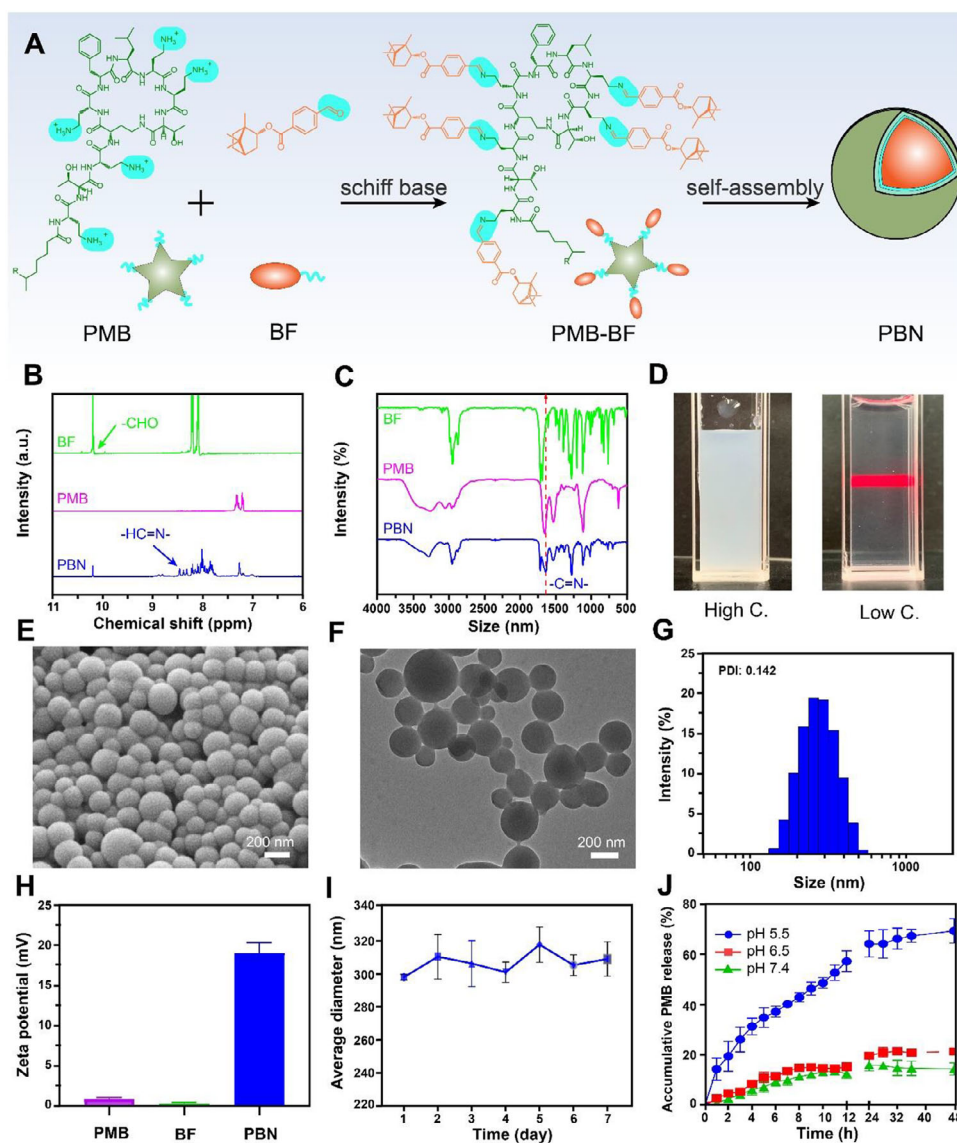 A
NH₃⁺
NH₃⁺
H₃N⁺
NH₃⁺
NH₃⁺
schiff base
self-assembly
PMB
BF
PMB-BF
PBN
B
Intensity (a.u.)
BF
-CHO
PMB
-HC=N-
PBN
11 10 9 8 7 6
Chemical shift (ppm)
C
Intensity (%)
BF
PMB
PBN
-C=N-
4000 3500 3000 2500 2000 1500 1000 500
Size (nm)
D
High C.
Low C.
E
200 nm
F
200 nm
G
PDI: 0.142
Intensity (%)
25
20
15
10
5
0
100 1000
Size (nm)
H
Zeta potential (mV)
25
20
15
10
5
0
PMB BF PBN
I
Average diameter (nm)
340
320
300
280
260
240
220
1 2 3 4 5 6 7
Time (day)
J
Accumulative PMB release (%)
80
60
40
20
0
pH 5.5
pH 6.5
pH 7.4
0 2 4 6 8 10 12 24 32 40 48
Time (h)